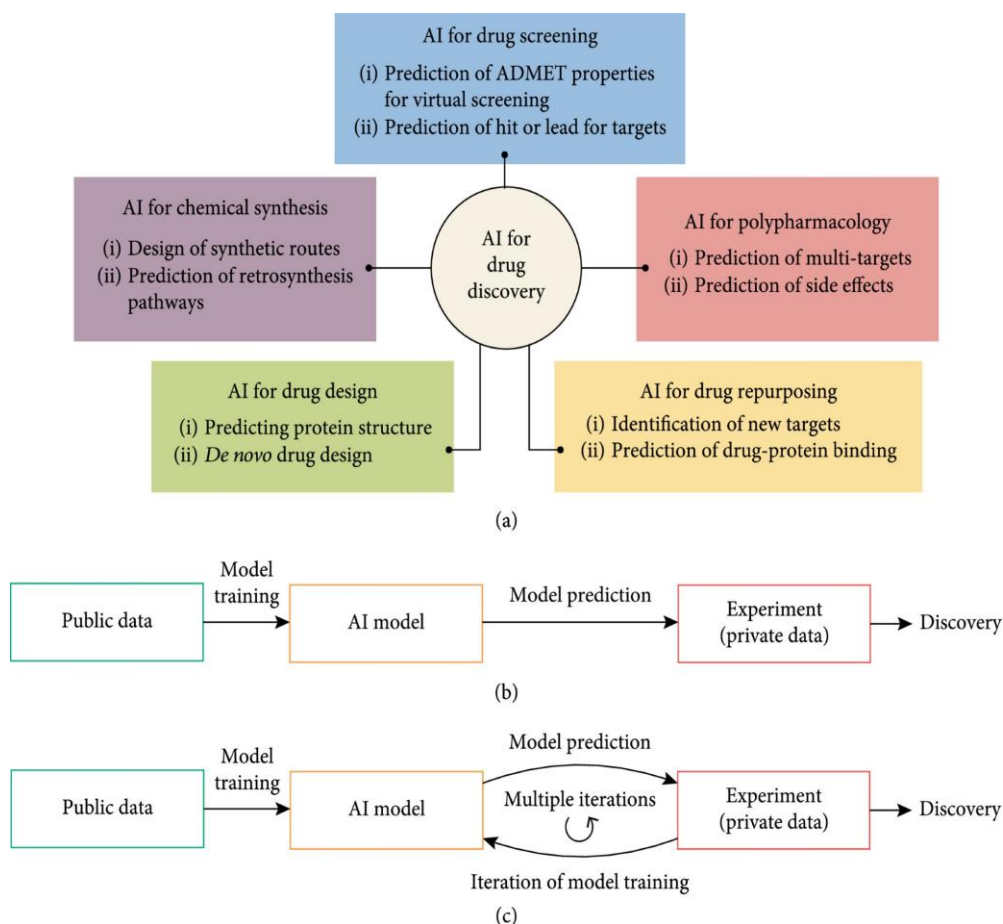 AI for drug screening
(i) Prediction of ADMET properties
for virtual screening
(ii) Prediction of hit or lead for targets
AI for chemical synthesis
(i) Design of synthetic routes
(ii) Prediction of retrosynthesis
pathways
AI for
drug
discovery
AI for polypharmacology
(i) Prediction of multi-targets
(ii) Prediction of side effects
AI for drug design
(i) Predicting protein structure
(ii) De novo drug design
AI for drug repurposing
(i) Identification of new targets
(ii) Prediction of drug-protein binding
(a)
Public data
Model
training
AI model
Model prediction
Experiment
(private data)
Discovery
(b)
Public data
Model
training
AI model
Model prediction
Multiple iterations
Iteration of model training
Experiment
(private data)
Discovery
(c)